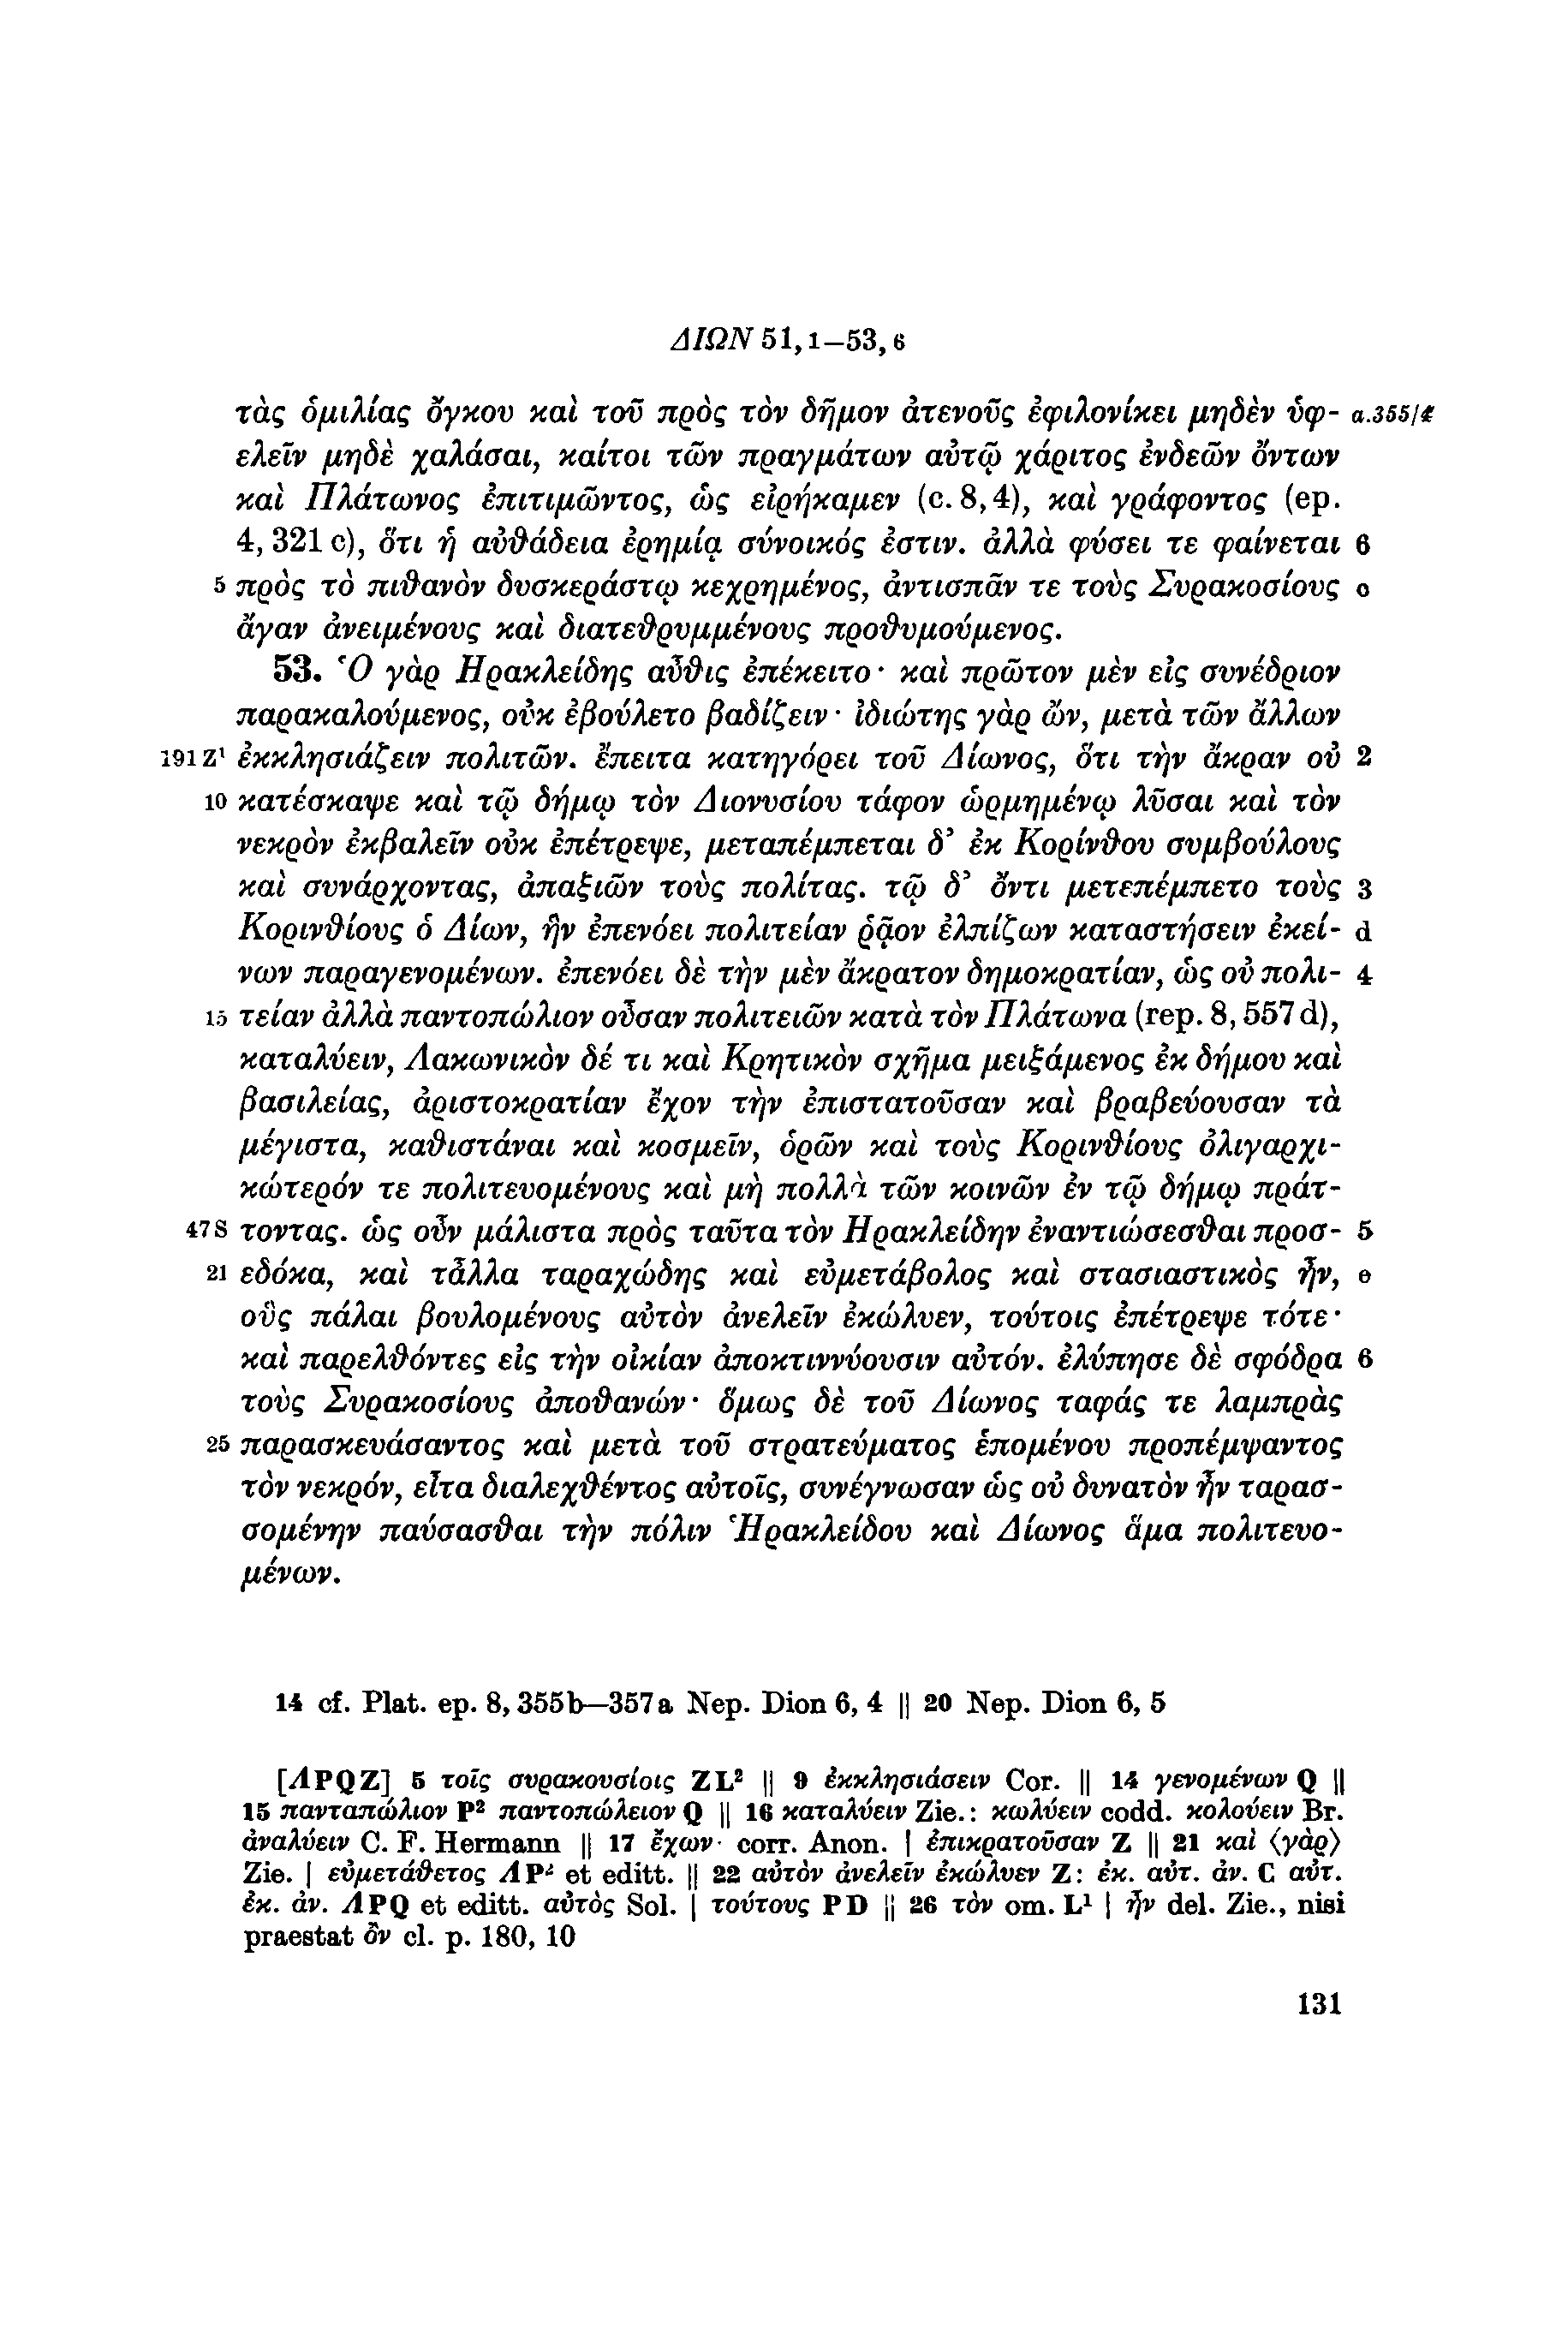 ΔΙΩΝ 51,1–53,6
τὰς ὁμιλίας ὄγκου καὶ τοῦ πρὸς τὸν δῆμον ἀτενοῦς ἐφιλονίκει μηδὲν ὑφ- a.355/4
ελεῖν μηδὲ χαλάσαι, καίτοι τῶν πραγμάτων αὐτῷ χάριτος ἐνδεῶν ὄντων
καὶ Πλάτωνος ἐπιτιμῶντος, ὡς εἰρήκαμεν (c. 8,4), καὶ γράφοντος (ep.
4, 321 c), ὅτι ἡ αὐθάδεια ἐρημίᾳ σύνοικός ἐστιν. ἀλλὰ φύσει τε φαίνεται 6
5 πρὸς τὸ πιθανὸν δυσκεράστῳ κεχρημένος, ἀντισπᾶν τε τοὺς Συρακοσίους c
ἄγαν ἀνειμένους καὶ διατεθρυμμένους προθυμούμενος.
53. Ὁ γὰρ Ἡρακλείδης αὖθις ἐπέκειτο· καὶ πρῶτον μὲν εἰς συνέδριον
παρακαλούμενος, οὐκ ἐβούλετο βαδίζειν· ἰδιώτης γὰρ ὤν, μετὰ τῶν ἄλλων
191 Z¹ ἐκκλησιάζειν πολιτῶν. ἔπειτα κατηγόρει τοῦ Δίωνος, ὅτι τὴν ἄκραν οὐ 2
10 κατέσκαψε καὶ τῷ δήμῳ τὸν Διονυσίου τάφον ὡρμημένῳ λῦσαι καὶ τὸν
νεκρὸν ἐκβαλεῖν οὐκ ἐπέτρεψε, μεταπέμπεται δ' ἐκ Κορίνθου συμβούλους
καὶ συνάρχοντας, ἀπαξιῶν τοὺς πολίτας. τῷ δ' ὄντι μετεπέμπετο τοὺς 3
Κορινθίους ὁ Δίων, ἣν ἐπενόει πολιτείαν ῥᾷον ἐλπίζων καταστήσειν ἐκεί- d
νων παραγενομένων. ἐπενόει δὲ τὴν μὲν ἄκρατον δημοκρατίαν, ὡς οὐ πολι- 4
15 τείαν ἀλλὰ παντοπώλιον οὖσαν πολιτειῶν κατὰ τὸν Πλάτωνα (rep. 8, 557 d),
καταλύειν, Λακωνικὸν δέ τι καὶ Κρητικὸν σχῆμα μειξάμενος ἐκ δήμου καὶ
βασιλείας, ἀριστοκρατίαν ἔχον τὴν ἐπιστατοῦσαν καὶ βραβεύουσαν τὰ
μέγιστα, καθιστάναι καὶ κοσμεῖν, ὁρῶν καὶ τοὺς Κορινθίους ὀλιγαρχι-
κώτερόν τε πολιτευομένους καὶ μὴ πολλὰ τῶν κοινῶν ἐν τῷ δήμῳ πράτ-
47 S τοντας. ὡς οὖν μάλιστα πρὸς ταῦτα τὸν Ἡρακλείδην ἐναντιώσεσθαι προσ- 5
21 εδόκα, καὶ τἆλλα ταραχώδης καὶ εὐμετάβολος καὶ στασιαστικὸς ἦν, e
οὓς πάλαι βουλομένους αὐτὸν ἀνελεῖν ἐκώλυεν, τούτοις ἐπέτρεψε τότε·
καὶ παρελθόντες εἰς τὴν οἰκίαν ἀποκτιννύουσιν αὐτόν. ἐλύπησε δὲ σφόδρα 6
τοὺς Συρακοσίους ἀποθανών· ὅμως δὲ τοῦ Δίωνος ταφάς τε λαμπρὰς
25 παρασκευάσαντος καὶ μετὰ τοῦ στρατεύματος ἑπομένου προπέμψαντος
τὸν νεκρόν, εἶτα διαλεχθέντος αὐτοῖς, συνέγνωσαν ὡς οὐ δυνατὸν ἦν ταρασ-
σομένην παύσασθαι τὴν πόλιν Ἡρακλείδου καὶ Δίωνος ἅμα πολιτευο-
μένων.
14 cf. Plat. ep. 8, 355b—357a Nep. Dion 6, 4 || 20 Nep. Dion 6, 5
[ΛPQZ] 5 τοῖς συρακουσίοις ZL² || 9 ἐκκλησιάσειν Cor. || 14 γενομένων Q ||
15 πανταπώλιον P² παντοπώλειον Q || 16 καταλύειν Zie.: κωλύειν codd. κολούειν Br.
ἀναλύειν C. F. Hermann || 17 ἔχων· corr. Anon. | ἐπικρατοῦσαν Z || 21 καὶ ⟨γὰρ⟩
Zie. | εὐμετάθετος ΛP² et editt. || 22 αὐτὸν ἀνελεῖν ἐκώλυεν Z: ἐκ. αὐτ. ἀν. C αὐτ.
ἐκ. ἀν. ΛPQ et editt. αὐτὸς Sol. | τούτους PD || 26 τὸν om. L¹ | ἦν del. Zie., nisi
praestat ὂν cl. p. 180, 10
131